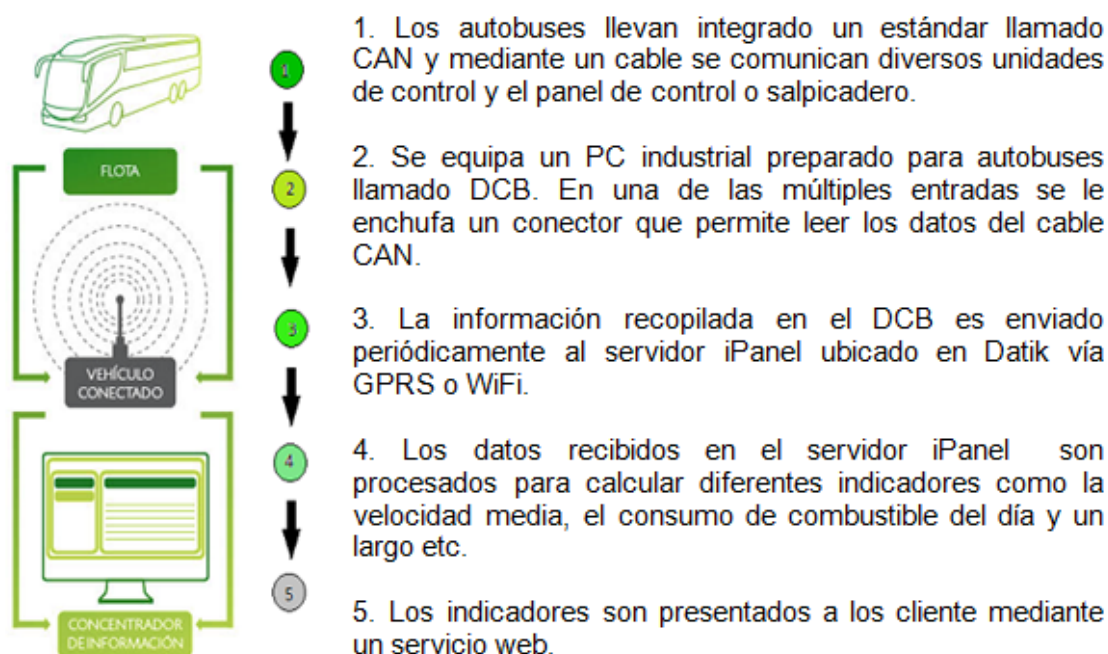 1. Los autobuses llevan integrado un estándar llamado
CAN y mediante un cable se comunican diversos unidades
de control y el panel de control o salpicadero.
2. Se equipa un PC industrial preparado para autobuses
llamado DCB. En una de las múltiples entradas se le
enchufa un conector que permite leer los datos del cable
CAN.
3. La información recopilada en el DCB es enviado
periódicamente al servidor iPanel ubicado en Datik vía
GPRS o WiFi.
4. Los datos recibidos en el servidor iPanel son
procesados para calcular diferentes indicadores como la
velocidad media, el consumo de combustible del día y un
largo etc.
5. Los indicadores son presentados a los cliente mediante
un servicio web.
FLOTA
VEHÍCULO
CONECTADO
CONCENTRADOR
DE INFORMACIÓN
1
2
3
4
5